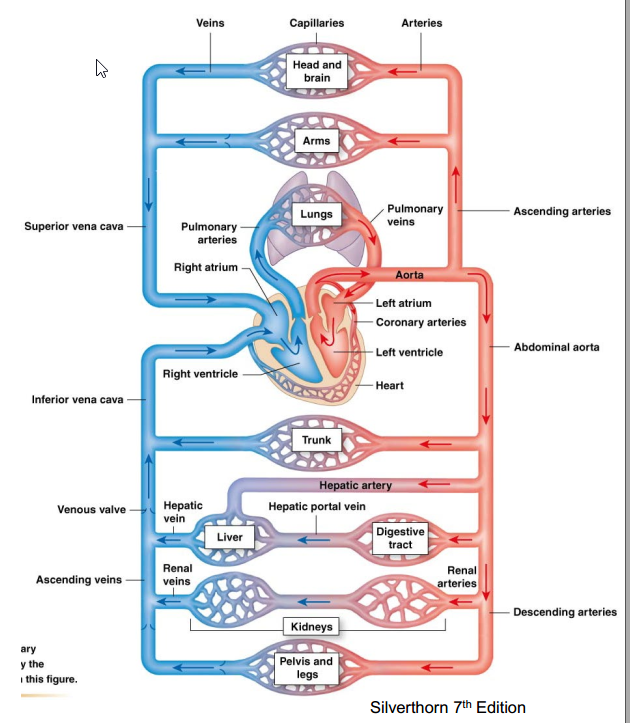 Veins
Capillaries
Arteries
Head and
brain
Arms
Lungs
Pulmonary
veins
Ascending arteries
Superior vena cava
Pulmonary
arteries
Right atrium
Aorta
Left atrium
Coronary arteries
Left ventricle
Abdominal aorta
Right ventricle
Heart
Inferior vena cava
Trunk
Hepatic artery
Venous valve
Hepatic
vein
Hepatic portal vein
Liver
Digestive
tract
Ascending veins
Renal
veins
Renal
arteries
Descending arteries
Kidneys
Pelvis and
legs
ary
y the
this figure.
Silverthorn 7th Edition